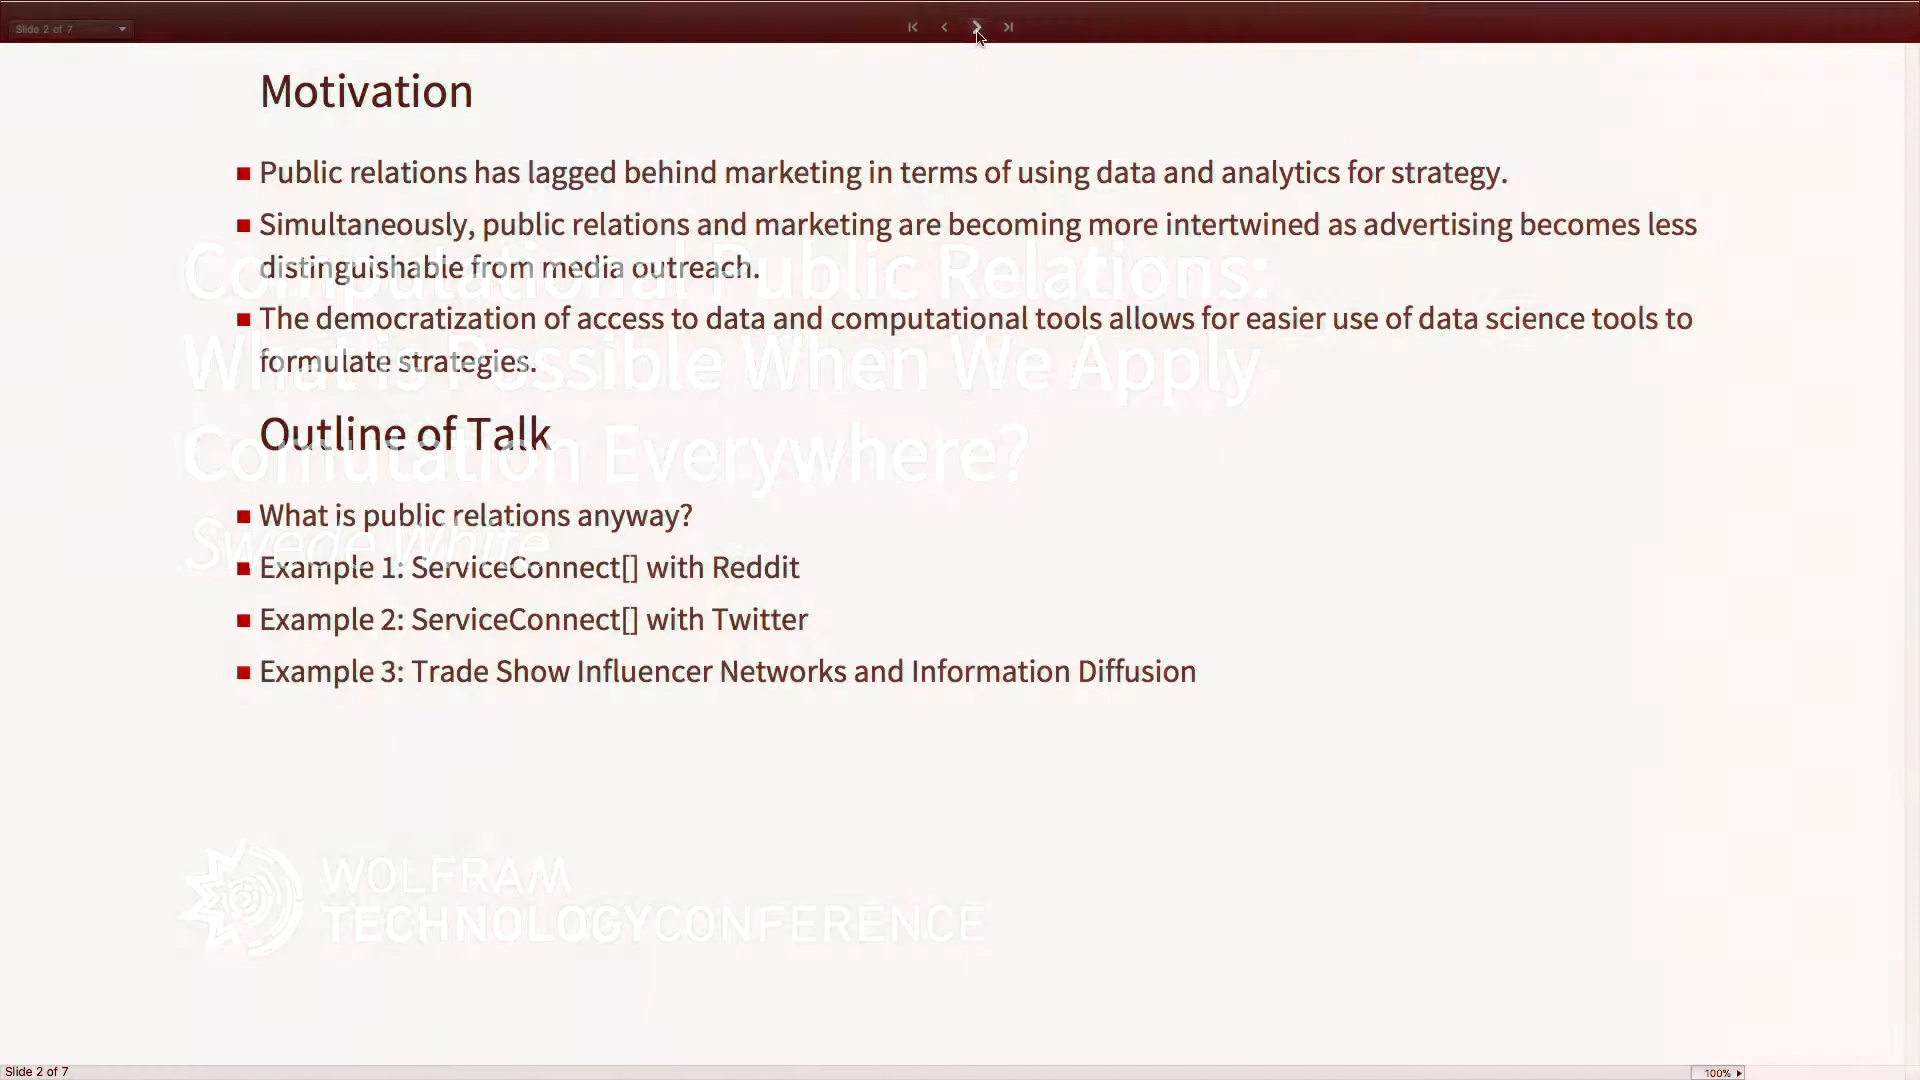 Slide 2 of 7
Motivation
Public relations has lagged behind marketing in terms of using data and analytics for strategy.
Simultaneously, public relations and marketing are becoming more intertwined as advertising becomes less
distinguishable from media outreach.
The democratization of access to data and computational tools allows for easier use of data science tools to
formulate strategies.
Outline of Talk
What is public relations anyway?
Example 1: ServiceConnect[] with Reddit
Example 2: ServiceConnect[] with Twitter
Example 3: Trade Show Influencer Networks and Information Diffusion
Computational Public Relations:
What is Possible When We Apply
Comutation Everywhere?
Swede White
WOLFRAM
TECHNOLOGYCONFERENCE
Slide 2 of 7
100%